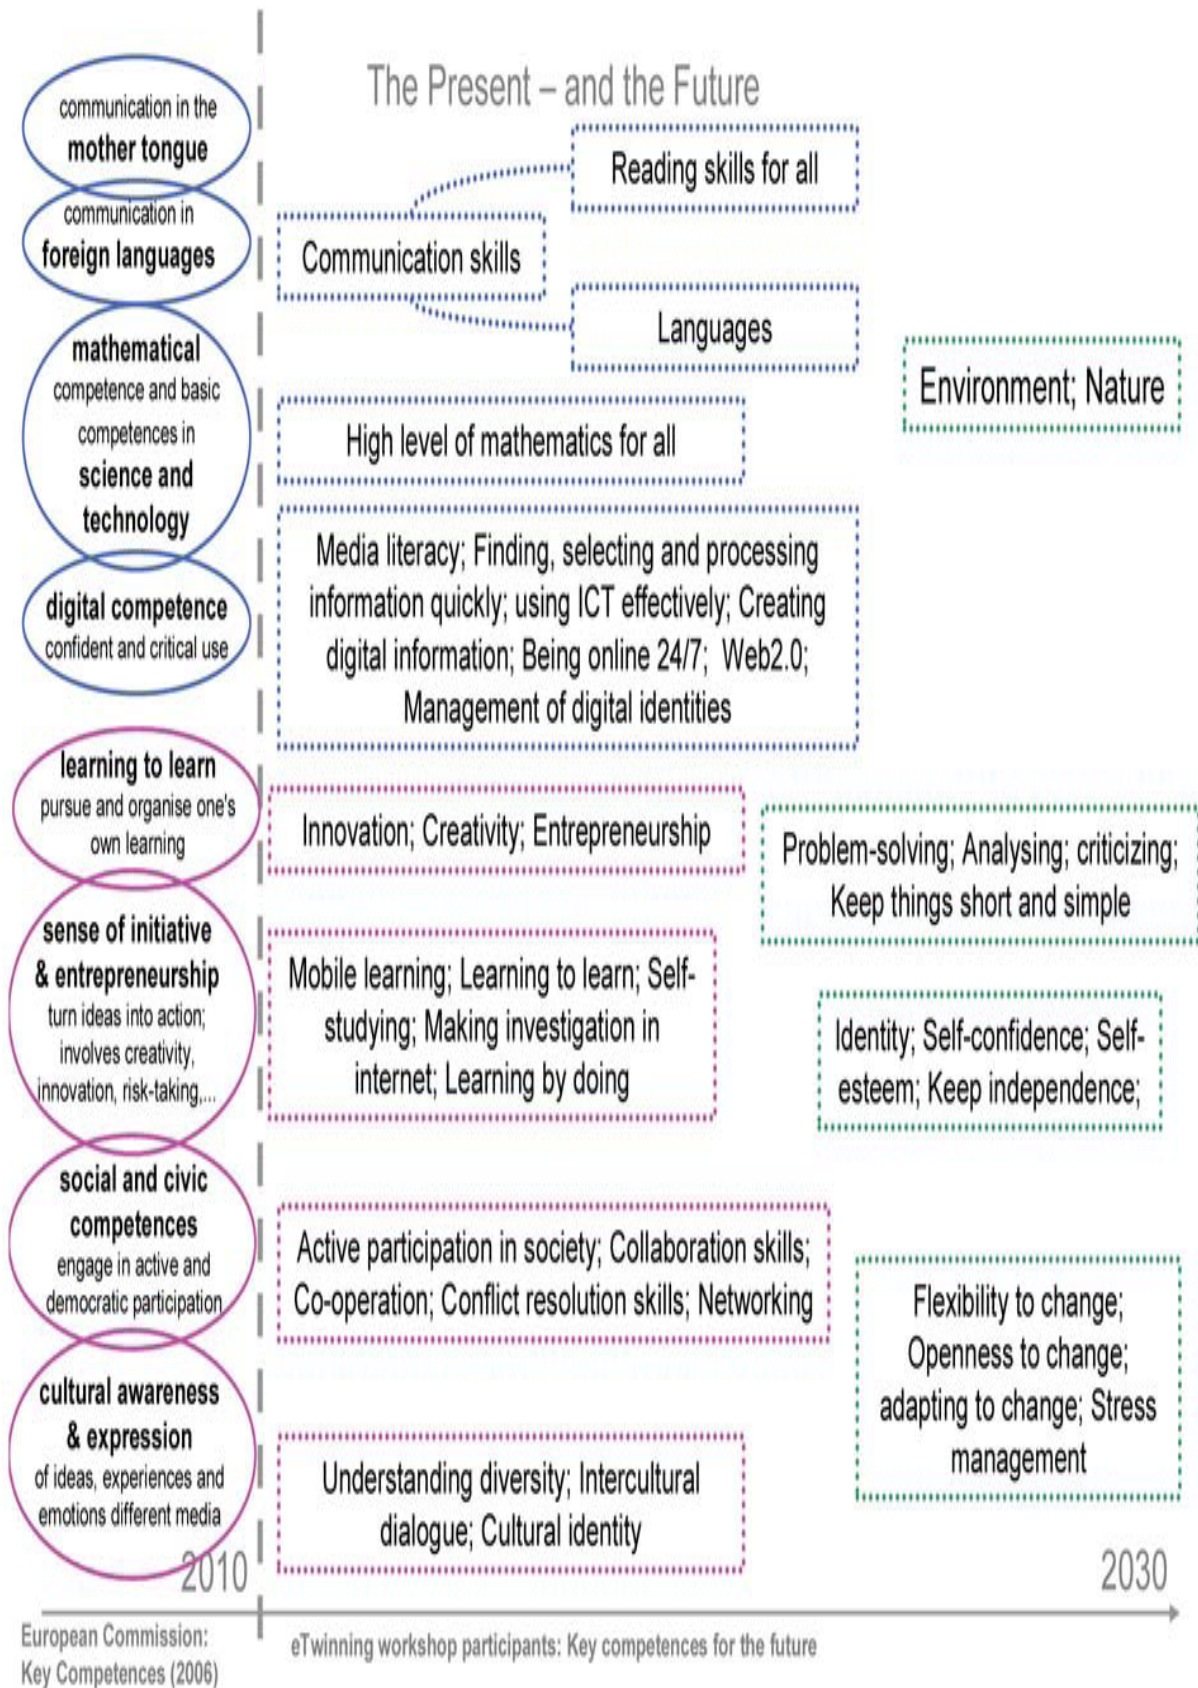 The Present – and the Future
communication in the
mother tongue
communication in
foreign languages
mathematical
competence and basic
competences in
science and
technology
digital competence
confident and critical use
learning to learn
pursue and organise one's
own learning
sense of initiative
& entrepreneurship
turn ideas into action;
involves creativity,
innovation, risk-taking,...
social and civic
competences
engage in active and
democratic participation
cultural awareness
& expression
of ideas, experiences and
emotions different media
Reading skills for all
Communication skills
Languages
Environment; Nature
High level of mathematics for all
Media literacy; Finding, selecting and processing
information quickly; using ICT effectively; Creating
digital information; Being online 24/7; Web2.0;
Management of digital identities
Innovation; Creativity; Entrepreneurship
Problem-solving; Analysing; criticizing;
Keep things short and simple
Mobile learning; Learning to learn; Self-
studying; Making investigation in
internet; Learning by doing
Identity; Self-confidence; Self-
esteem; Keep independence;
Active participation in society; Collaboration skills;
Co-operation; Conflict resolution skills; Networking
Flexibility to change;
Openness to change;
adapting to change; Stress
management
Understanding diversity; Intercultural
dialogue; Cultural identity
2010
2030
European Commission:
Key Competences (2006)
eTwinning workshop participants: Key competences for the future